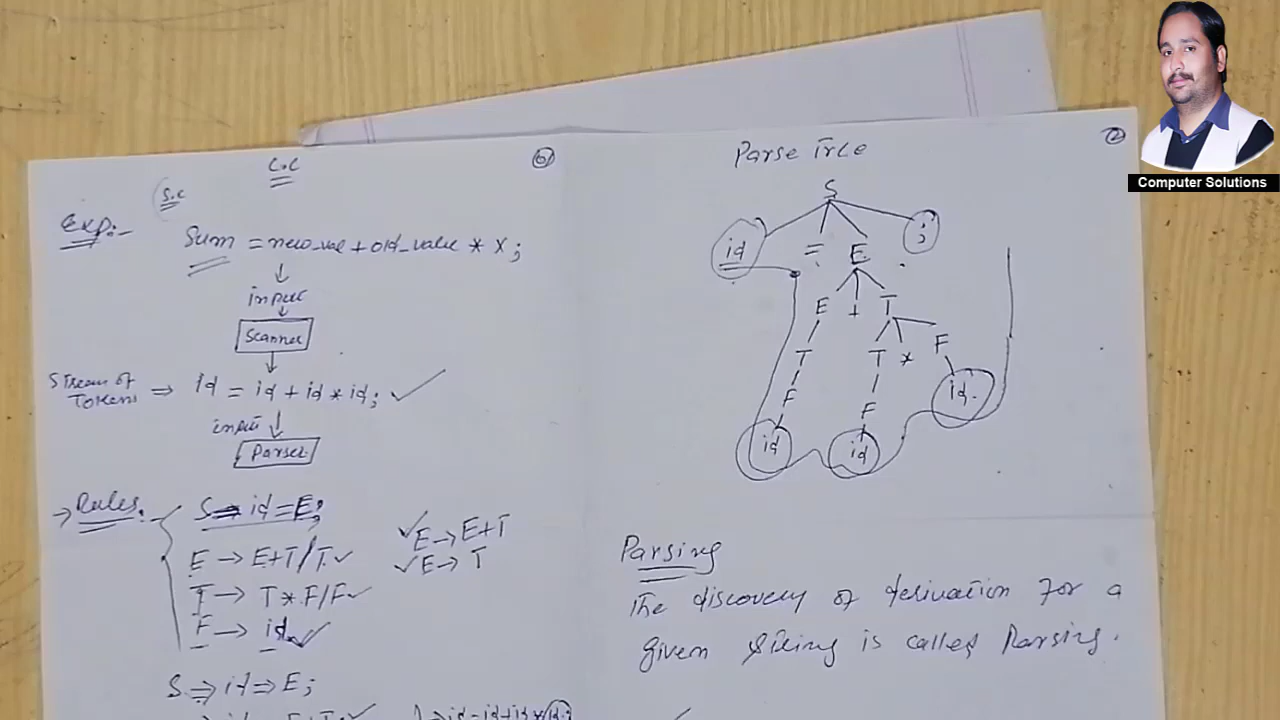 C.C
6
S.C
Exp:-
Sum = new_val + old_value * x;
input
Scanner
Stream of Tokens ⇒ id = id + id * id; ✓
input
Parser
→ Rules.
S → id = E;
E → E+T/T ✓
T → T * F/F ✓
F → id ✓
✓ E → E+T
✓ E → T
S ⇒ id ⇒ E;
Parse Tree
S
id = E ;
E + T
T T * F
F F id
id id
Parsing
The discovery of derivation for a
given string is called Parsing.
Computer Solutions